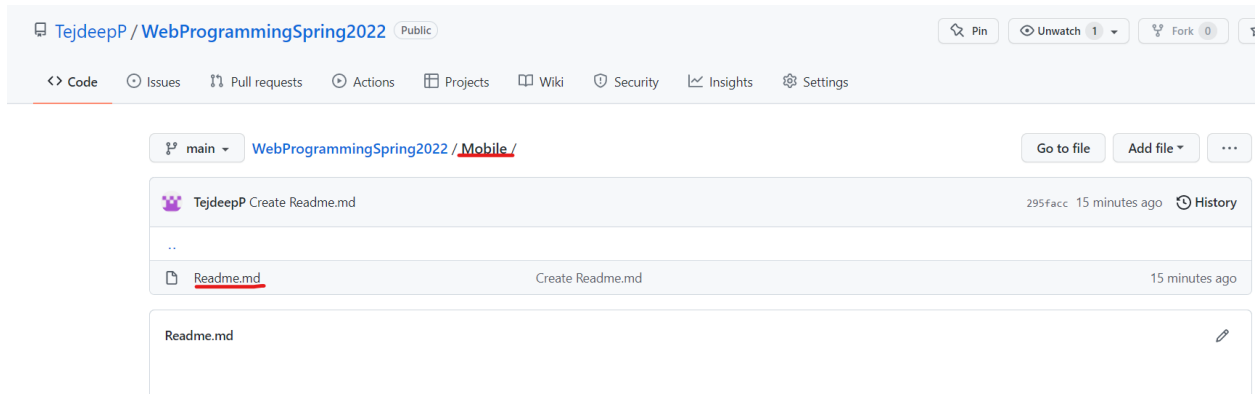 TejdeepP / WebProgrammingSpring2022 Public Pin Unwatch 1 Fork 0
<> Code Issues Pull requests Actions Projects Wiki Security Insights Settings
main WebProgrammingSpring2022 / Mobile / Go to file Add file ...
TejdeepP Create Readme.md 295facc 15 minutes ago History
..
Readme.md Create Readme.md 15 minutes ago
Readme.md